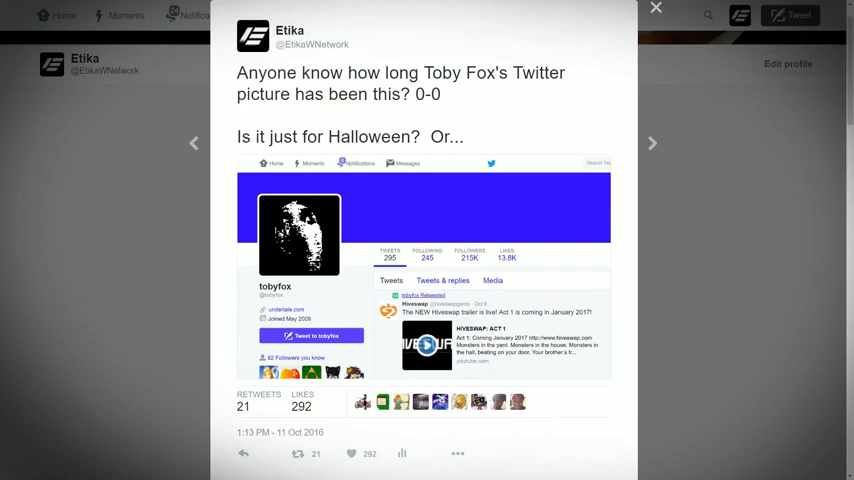 Home Moments Notifica
24
Tweet
Etika
@EtikaWNetwork
Edit profile
Etika
@EtikaWNetwork
Anyone know how long Toby Fox's Twitter
picture has been this? 0-0
Is it just for Halloween? Or...
Home Moments Notifications Messages
Search Tw
TWEETS FOLLOWING FOLLOWERS LIKES
295 245 215K 13.8K
tobyfox
@tobyfox
undertale.com
Joined May 2009
Tweet to tobyfox
92 Followers you know
Tweets Tweets & replies Media
tobyfox Retweeted
Hiveswap @hiveswapgame · Oct 6
The NEW Hiveswap trailer is live! Act 1 is coming in January 2017!
HIVESWAP: ACT 1
Act 1: Coming January 2017 http://www.hiveswap.com
Monsters in the yard. Monsters in the house. Monsters in
the hall, beating on your door. Your brother's tr...
youtube.com
RETWEETS LIKES
21 292
1:13 PM - 11 Oct 2016
21 292